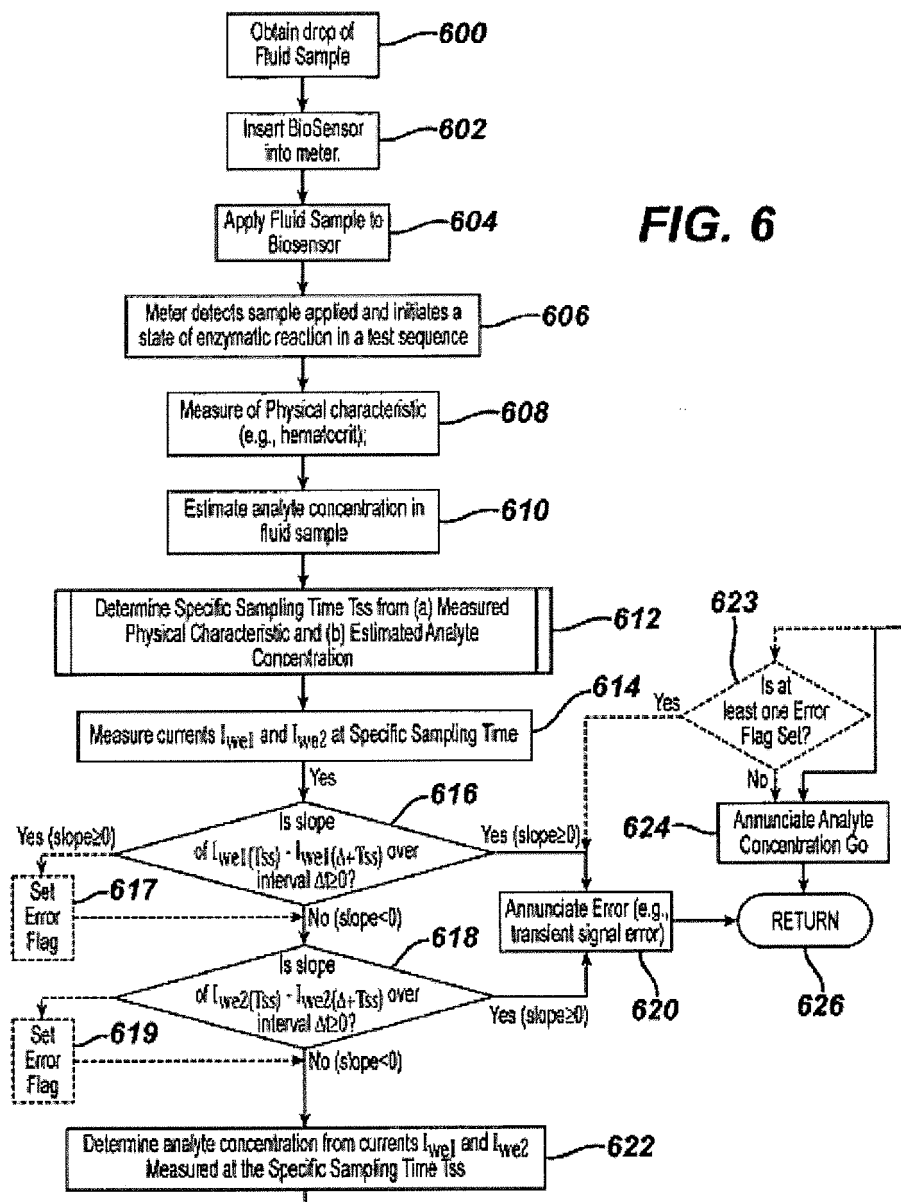 Obtain drop of
Fluid Sample
600
Insert BioSensor
into meter.
602
Apply Fluid Sample to
Biosensor
604
FIG. 6
Meter detects sample applied and initiates a
state of enzymatic reaction in a test sequence
606
Measure of Physical characteristic
(e.g., hematocrit);
608
Estimate analyte concentration in
fluid sample
610
Determine Specific Sampling Time Tss from (a) Measured
Physical Characteristic and (b) Estimated Analyte
Concentration
612
Measure currents Iwe1 and Iwe2 at Specific Sampling Time
614
Yes
Is slope
of Iwe1(Tss) - Iwe1(Δ+Tss) over
interval Δt≥0?
616
Yes (slope≥0)
Yes (slope≥0)
Set
Error
Flag
617
No (slope<0)
Is slope
of Iwe2(Tss) - Iwe2(Δ+Tss) over
interval Δt≥0?
618
Yes (slope≥0)
Set
Error
Flag
619
No (slope<0)
Annunciate Error (e.g.,
transient signal error)
620
Determine analyte concentration from currents Iwe1 and Iwe2
Measured at the Specific Sampling Time Tss
622
623
Is at
least one Error
Flag Set?
Yes
No
Annunciate Analyte
Concentration Go
624
RETURN
626